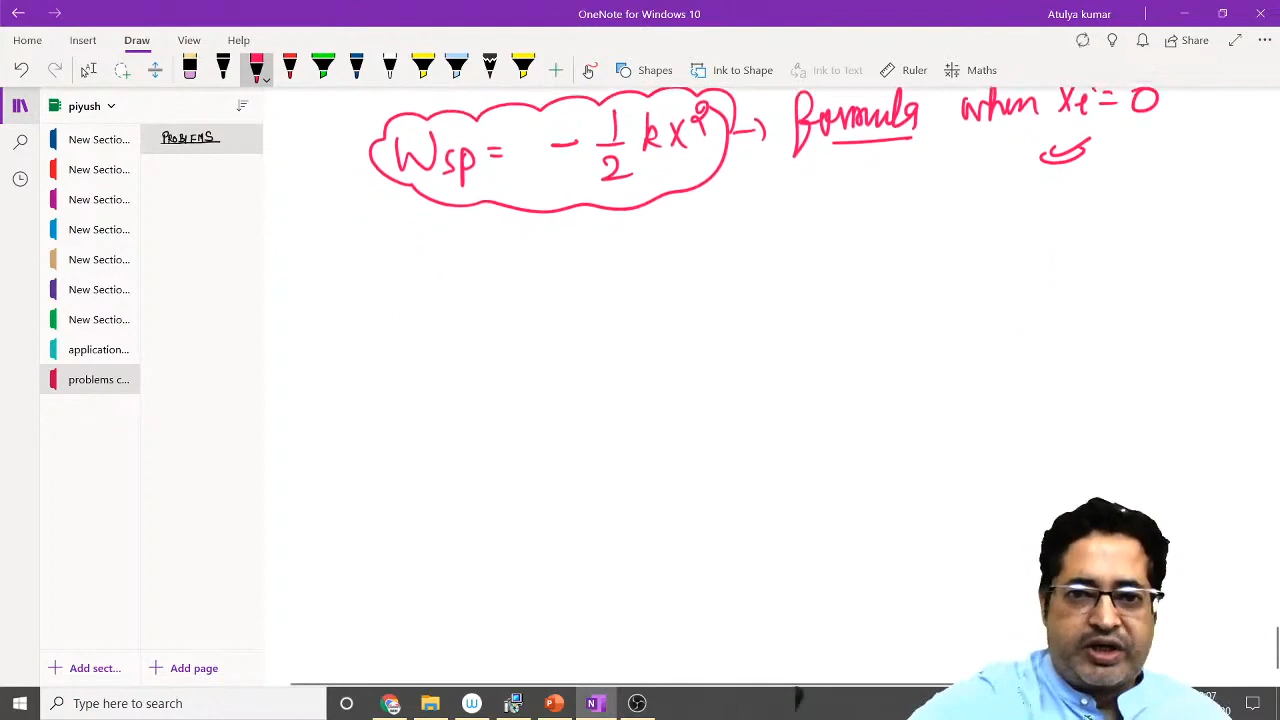 OneNote for Windows 10
Atulya kumar
Home Insert Draw View Help
Share
Shapes Ink to Shape Ink to Text Ruler Maths
piyush
PROBLEMS
New Sectio...
New Sectio...
New Sectio...
New Sectio...
New Sectio...
New Sectio...
New Sectio...
application...
problems c...
Wsp = - 1/2 kx² → formula when xi = 0
Add sect...
Add page
Type here to search